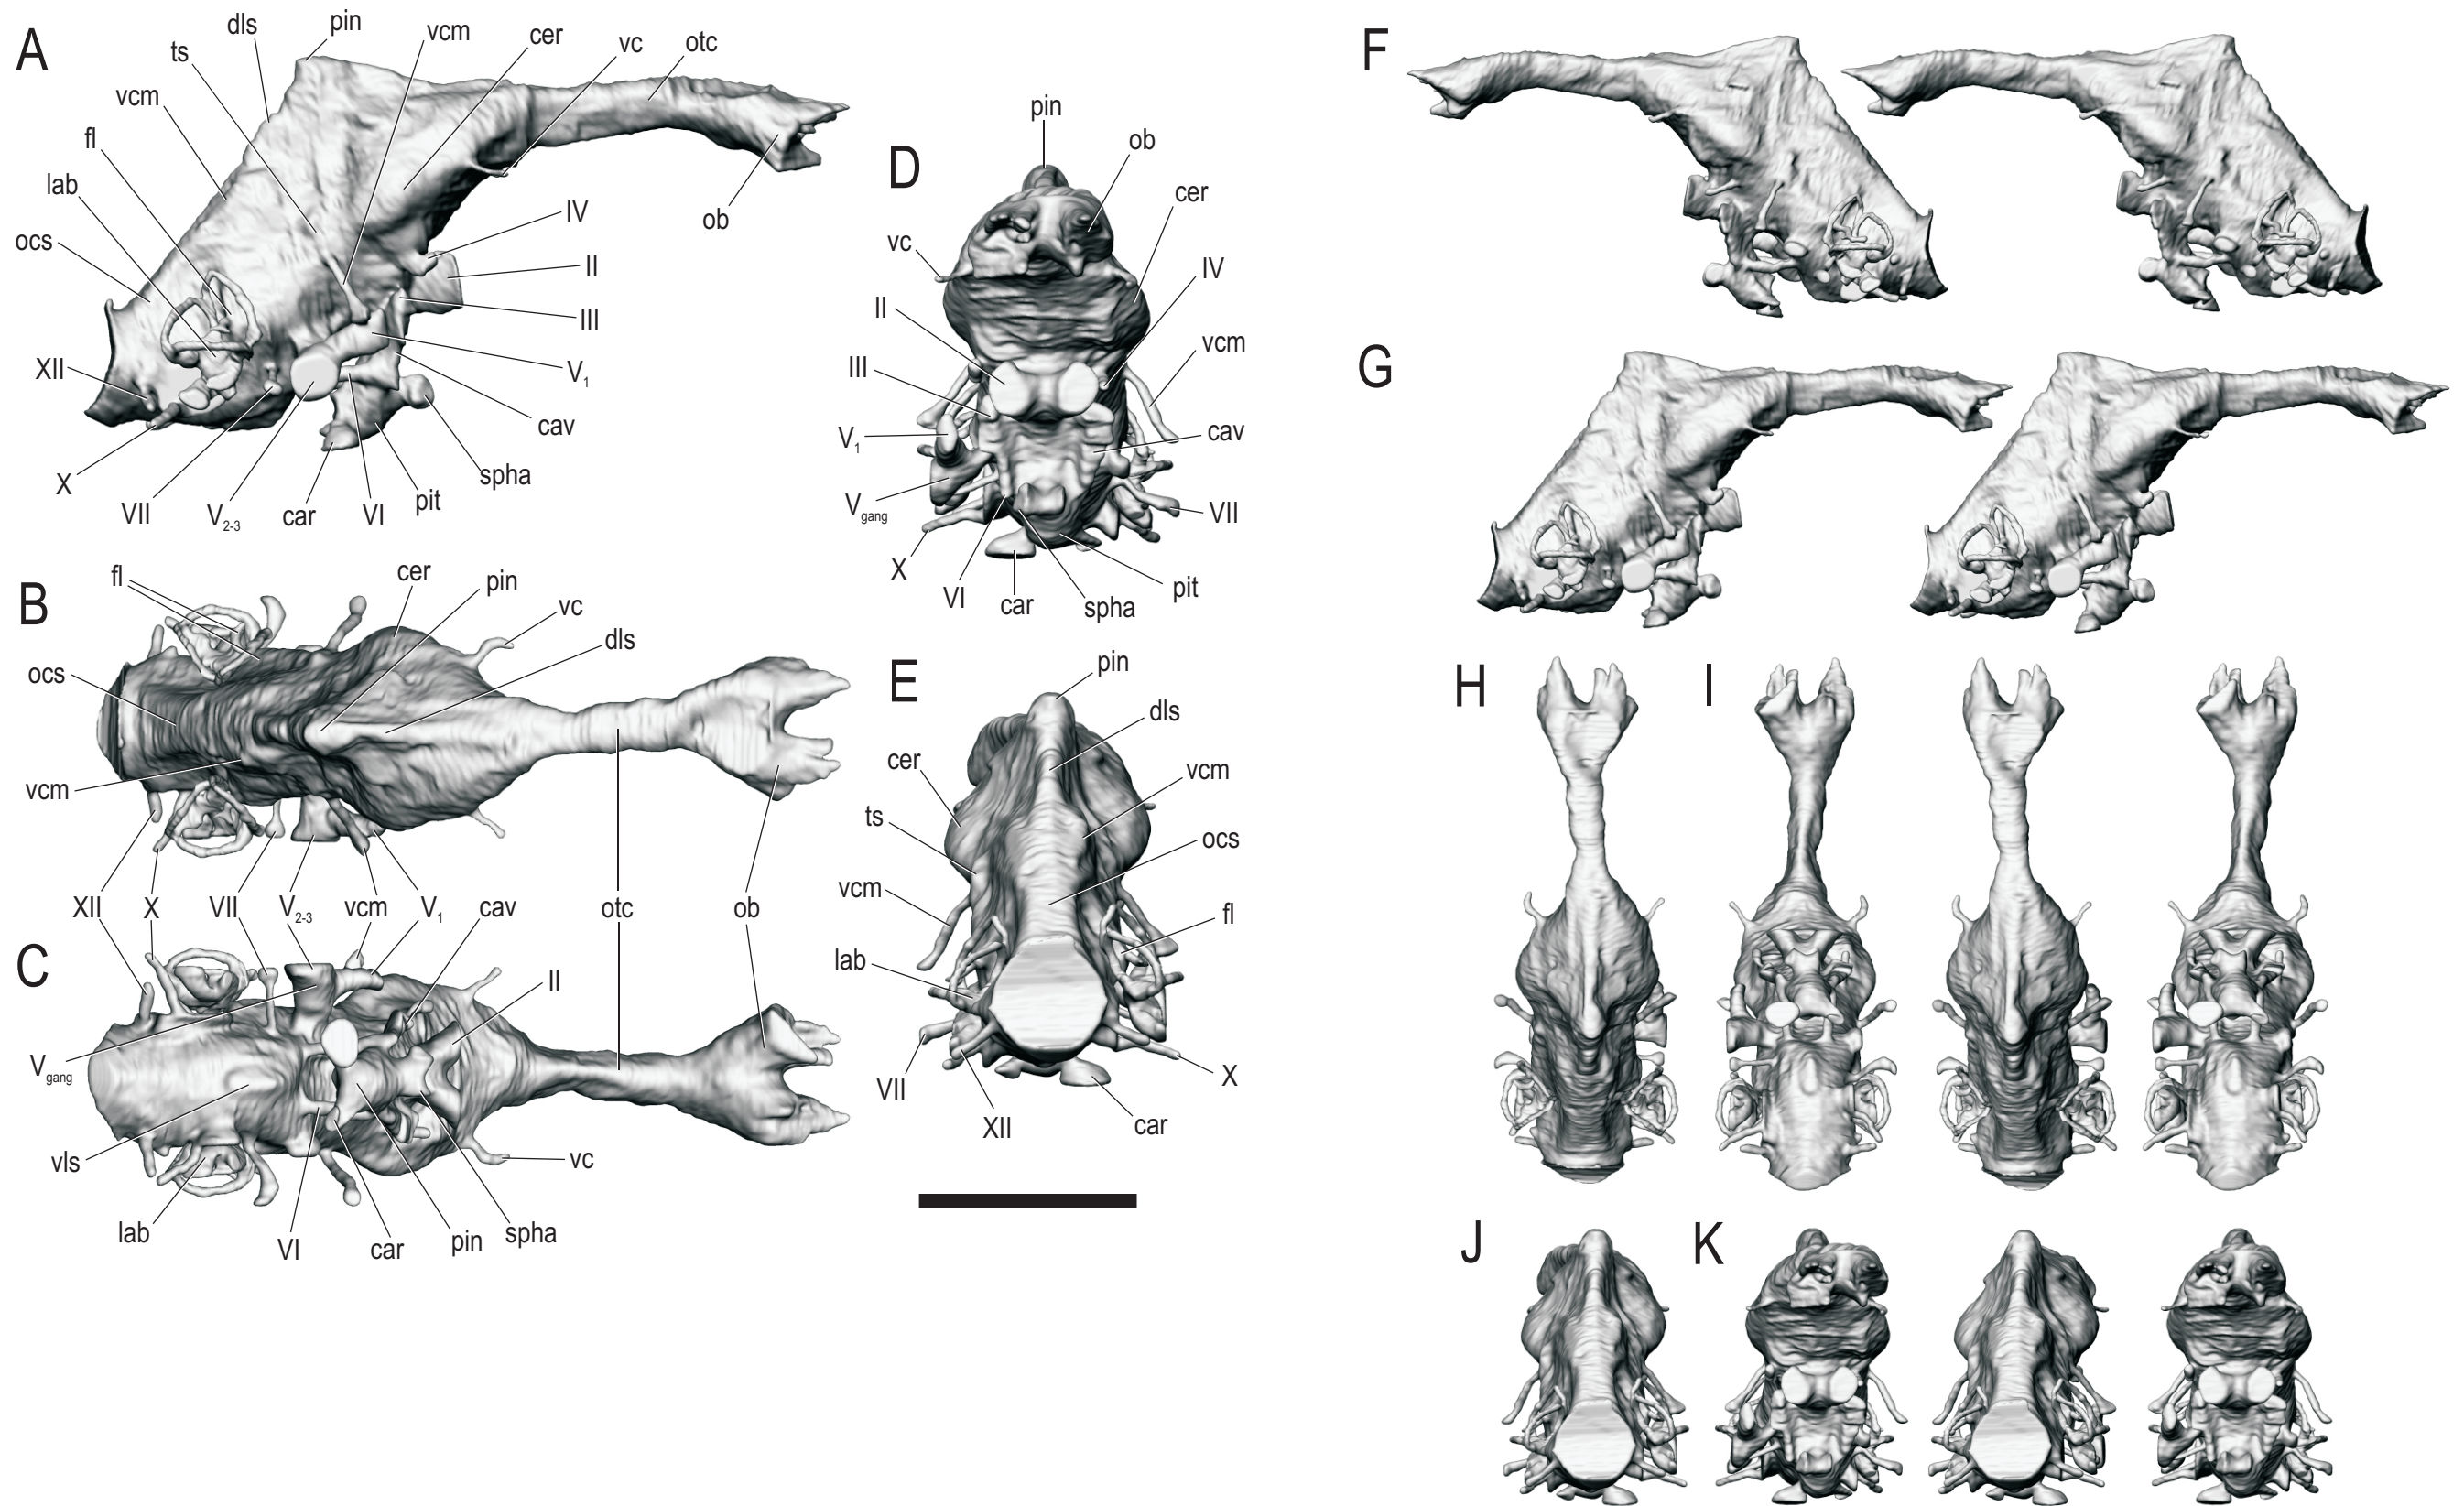 A
dls
pin
vcm
cer
vc
otc
ts
vcm
fl
lab
ocs
ob
IV
II
III
V1
cav
spha
pit
VI
car
V2-3
VII
X
XII
D
pin
ob
cer
vc
IV
II
vcm
III
cav
V1
Vgang
VII
X
VI
car
spha
pit
B
fl
cer
pin
vc
dls
ocs
vcm
XII
X
VII
V2-3
vcm
V1
cav
otc
ob
C
II
Vgang
vls
vc
lab
VI
car
pin
spha
E
pin
dls
cer
vcm
ts
ocs
vcm
fl
lab
VII
X
XII
car
F
G
H
I
J
K